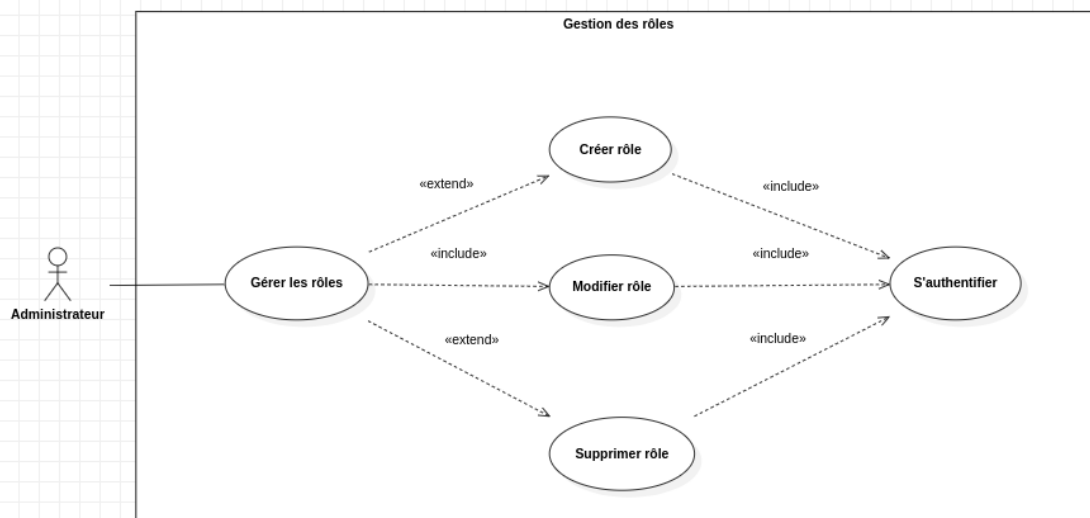 Gestion des rôles
Créer rôle
«extend»
«include»
«include»
«include»
Gérer les rôles
Modifier rôle
S'authentifier
Administrateur
«extend»
«include»
Supprimer rôle